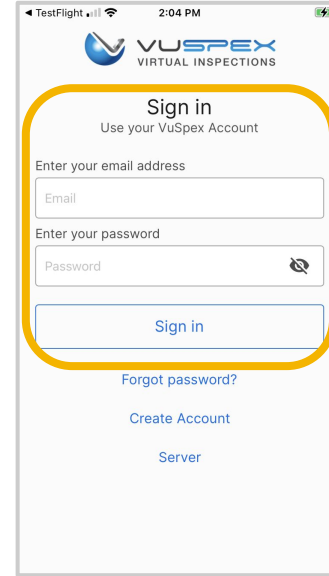 ◀ TestFlight 2:04 PM
VUSPEX
VIRTUAL INSPECTIONS
Sign in
Use your VuSpex Account
Enter your email address
Email
Enter your password
Password
Sign in
Forgot password?
Create Account
Server